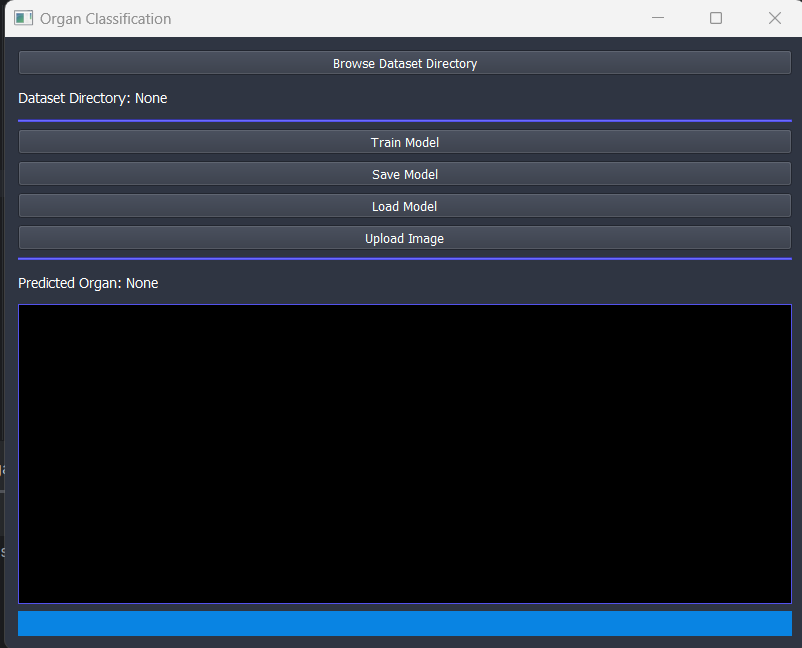 Organ Classification
Browse Dataset Directory
Dataset Directory: None
Train Model
Save Model
Load Model
Upload Image
Predicted Organ: None